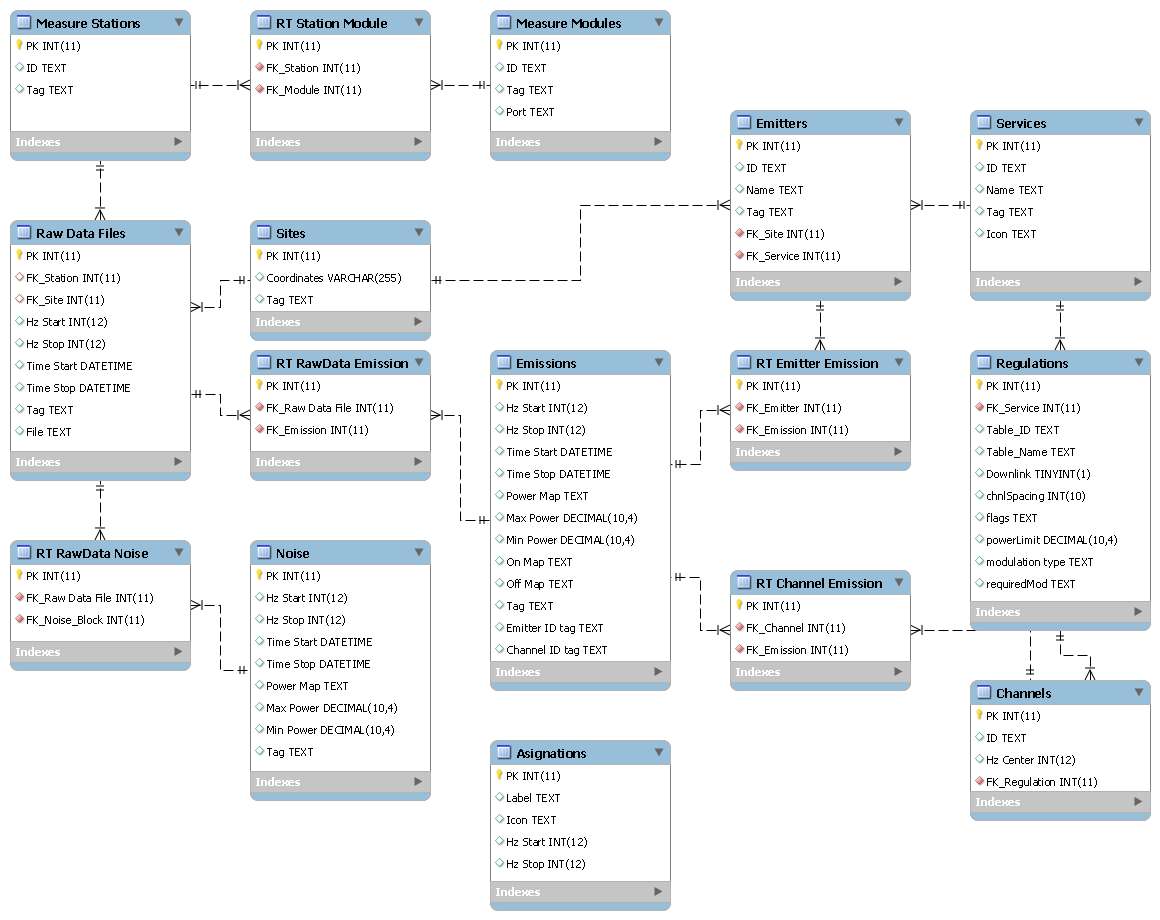 Measure Stations
PK INT(11)
ID TEXT
Tag TEXT
Indexes
RT Station Module
PK INT(11)
FK_Station INT(11)
FK_Module INT(11)
Indexes
Measure Modules
PK INT(11)
ID TEXT
Tag TEXT
Port TEXT
Indexes
Emitters
PK INT(11)
ID TEXT
Name TEXT
Tag TEXT
FK_Site INT(11)
FK_Service INT(11)
Indexes
Services
PK INT(11)
ID TEXT
Name TEXT
Tag TEXT
Icon TEXT
Indexes
Raw Data Files
PK INT(11)
FK_Station INT(11)
FK_Site INT(11)
Hz Start INT(12)
Hz Stop INT(12)
Time Start DATETIME
Time Stop DATETIME
Tag TEXT
File TEXT
Indexes
Sites
PK INT(11)
Coordinates VARCHAR(255)
Tag TEXT
Indexes
RT RawData Emission
PK INT(11)
FK_Raw Data File INT(11)
FK_Emission INT(11)
Indexes
Emissions
PK INT(11)
Hz Start INT(12)
Hz Stop INT(12)
Time Start DATETIME
Time Stop DATETIME
Power Map TEXT
Max Power DECIMAL(10,4)
Min Power DECIMAL(10,4)
On Map TEXT
Off Map TEXT
Tag TEXT
Emitter ID tag TEXT
Channel ID tag TEXT
Indexes
RT Emitter Emission
PK INT(11)
FK_Emitter INT(11)
FK_Emission INT(11)
Indexes
Regulations
PK INT(11)
FK_Service INT(11)
Table_ID TEXT
Table_Name TEXT
Downlink TINYINT(1)
chnlSpacing INT(10)
flags TEXT
powerLimit DECIMAL(10,4)
modulation type TEXT
requiredMod TEXT
Indexes
RT RawData Noise
PK INT(11)
FK_Raw Data File INT(11)
FK_Noise_Block INT(11)
Indexes
Noise
PK INT(11)
Hz Start INT(12)
Hz Stop INT(12)
Time Start DATETIME
Time Stop DATETIME
Power Map TEXT
Max Power DECIMAL(10,4)
Min Power DECIMAL(10,4)
Tag TEXT
Indexes
RT Channel Emission
PK INT(11)
FK_Channel INT(11)
FK_Emission INT(11)
Indexes
Channels
PK INT(11)
ID TEXT
Hz Center INT(12)
FK_Regulation INT(11)
Indexes
Asignations
PK INT(11)
Label TEXT
Icon TEXT
Hz Start INT(12)
Hz Stop INT(12)
Indexes